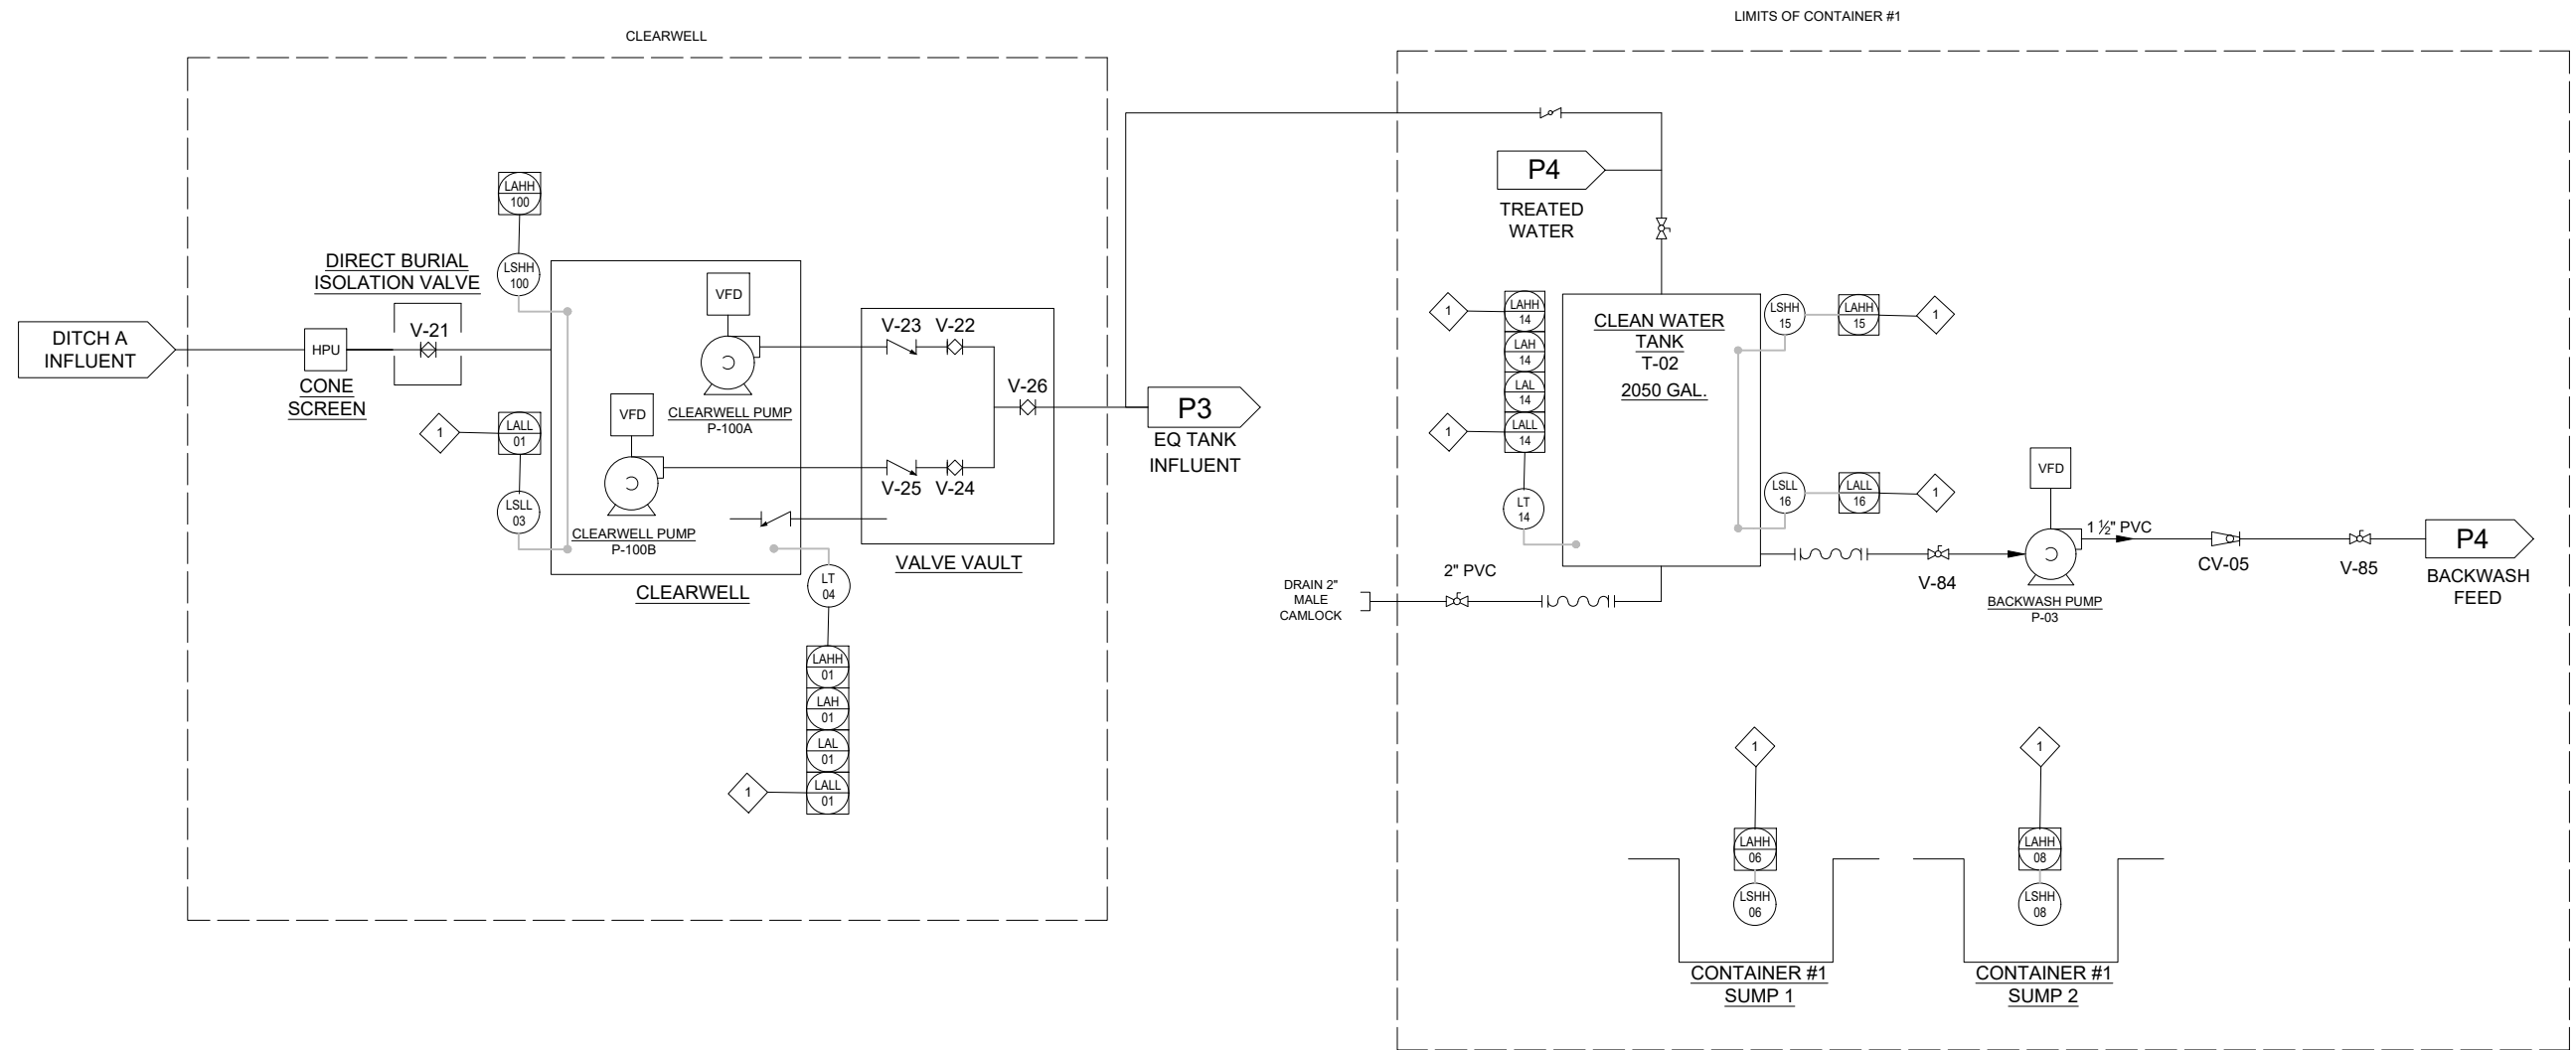 LIMITS OF CONTAINER #1
CLEARWELL
DITCH A
INFLUENT
HPU
CONE
SCREEN
DIRECT BURIAL
ISOLATION VALVE
V-21
LAHH
100
LSHH
100
1
LALL
01
LSLL
03
VFD
CLEARWELL PUMP
P-100A
VFD
CLEARWELL PUMP
P-100B
CLEARWELL
V-23
V-22
V-25
V-24
V-26
VALVE VAULT
LT
04
LAHH
01
LAH
01
LAL
01
LALL
01
1
P3
EQ TANK
INFLUENT
P4
TREATED
WATER
1
LAHH
14
LAH
14
LAL
14
1
LALL
14
LT
14
CLEAN WATER
TANK
T-02
2050 GAL.
LSHH
15
LAHH
15
1
LSLL
16
LALL
16
1
DRAIN 2"
MALE
CAMLOCK
2" PVC
V-84
VFD
BACKWASH PUMP
P-03
1 ½" PVC
CV-05
V-85
P4
BACKWASH
FEED
1
LAHH
06
LSHH
06
CONTAINER #1
SUMP 1
1
LAHH
08
LSHH
08
CONTAINER #1
SUMP 2